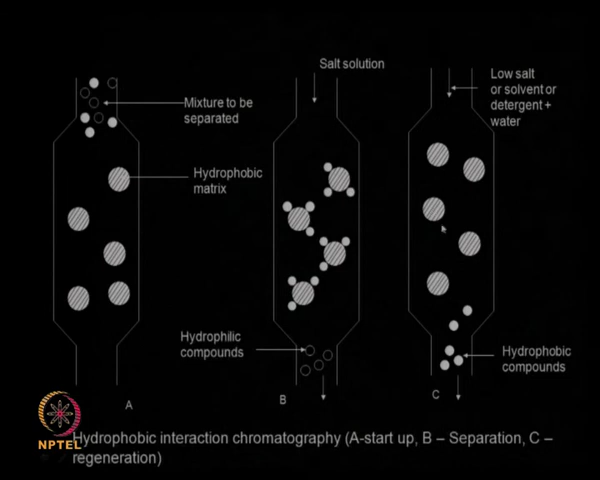 Salt solution
Low salt
or solvent or
detergent +
water
Mixture to be
separated
Hydrophobic
matrix
Hydrophilic
compounds
Hydrophobic
compounds
A
B
C
NPTEL
Hydrophobic interaction chromatography (A-start up, B – Separation, C –
regeneration)